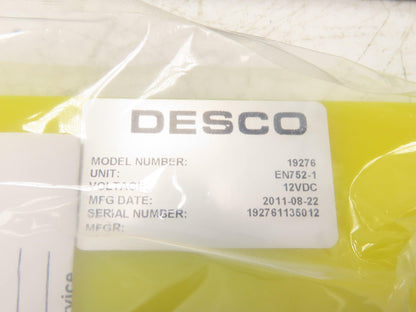 DESCO
MODEL NUMBER: 19276
UNIT: EN752-1
VOLTAGE: 12VDC
MFG DATE: 2011-08-22
SERIAL NUMBER: 192761135012
MFGR: